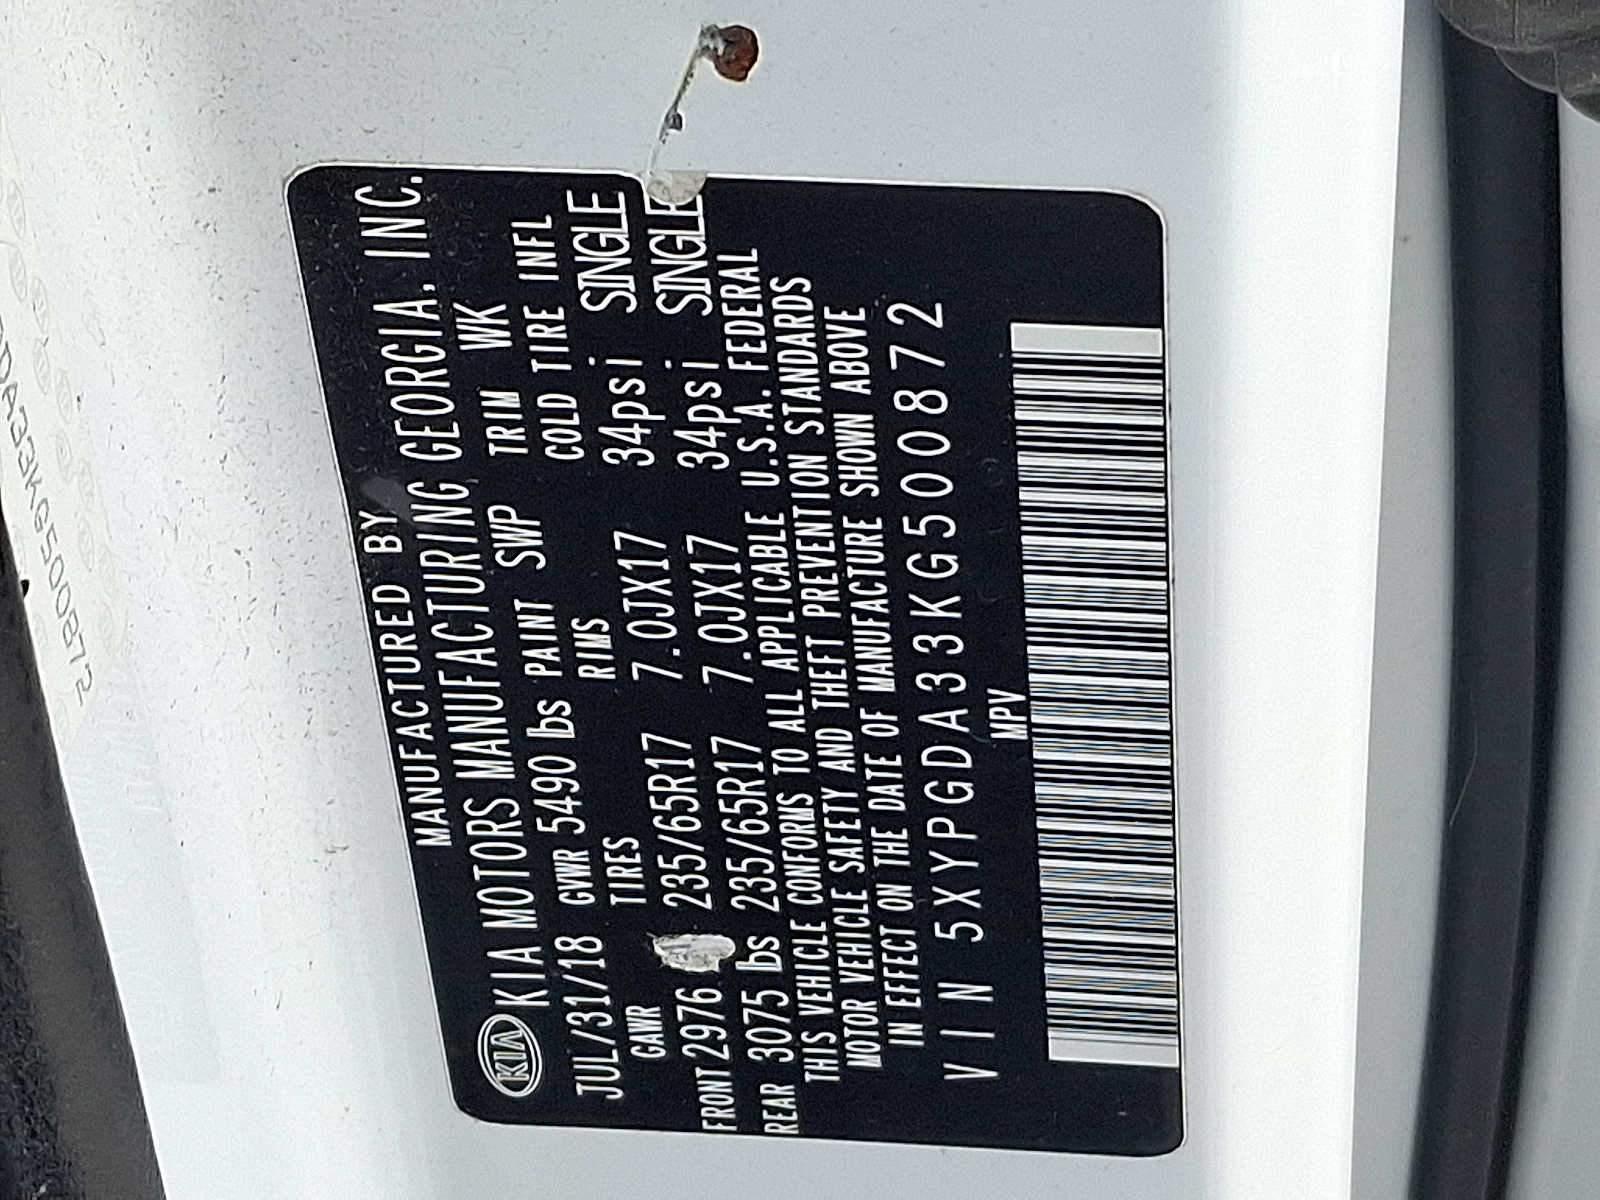 MANUFACTURED BY
KIA KIA MOTORS MANUFACTURING GEORGIA, INC.
JUL/31/18 GVWR 5490 lbs PAINT SWP TRIM WK
GAWR TIRES RIMS COLD TIRE INFL
FRONT 2976 235/65R17 7.0JX17 34psi SINGLE
REAR 3075 lbs 235/65R17 7.0JX17 34psi SINGLE
THIS VEHICLE CONFORMS TO ALL APPLICABLE U.S.A. FEDERAL
MOTOR VEHICLE SAFETY AND THEFT PREVENTION STANDARDS
IN EFFECT ON THE DATE OF MANUFACTURE SHOWN ABOVE
VIN 5XYPGDA33KG500872
MPV
DA33KG500872